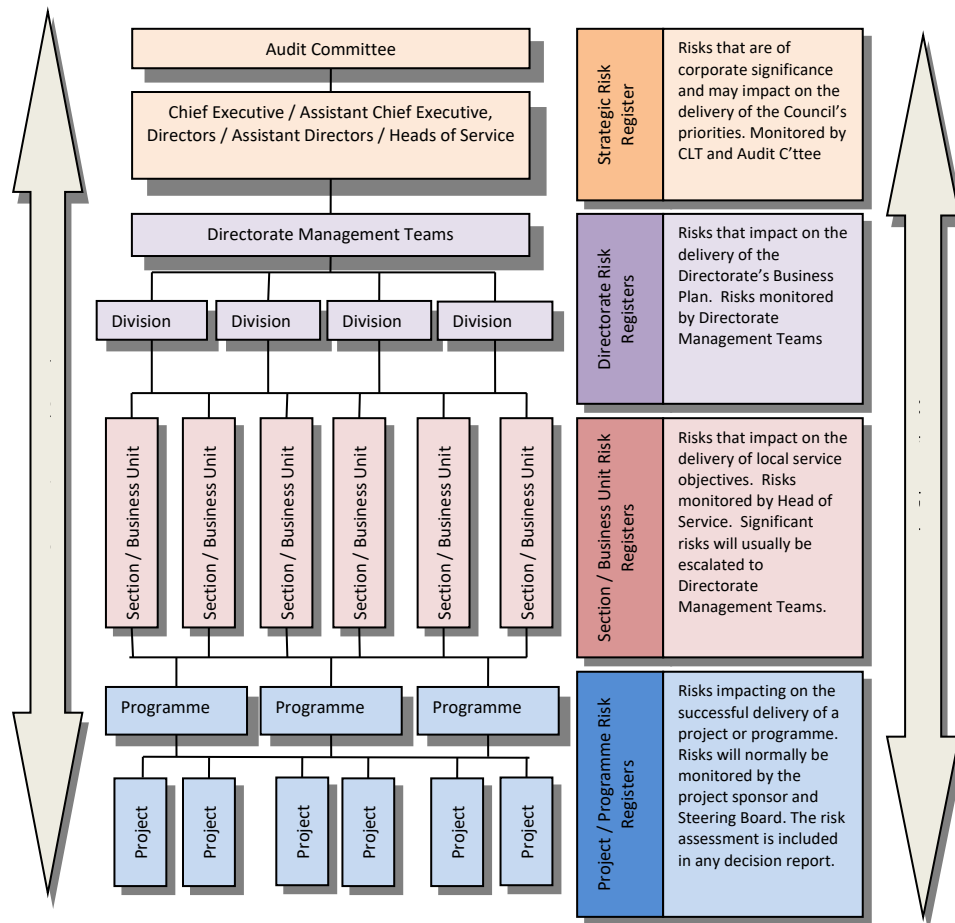 Audit Committee
Chief Executive / Assistant Chief Executive,
Directors / Assistant Directors / Heads of Service
Strategic Risk
Register
Risks that are of
corporate significance
and may impact on the
delivery of the Council's
priorities. Monitored by
CLT and Audit C'ttee
Directorate Management Teams
Division
Division
Division
Division
Directorate Risk
Registers
Risks that impact on the
delivery of the
Directorate's Business
Plan. Risks monitored
by Directorate
Management Teams
Section / Business Unit
Section / Business Unit
Section / Business Unit
Section / Business Unit
Section / Business Unit
Section / Business Unit
Section / Business Unit Risk
Registers
Risks that impact on the
delivery of local service
objectives. Risks
monitored by Head of
Service. Significant
risks will usually be
escalated to
Directorate
Management Teams.
Programme
Programme
Programme
Project
Project
Project
Project
Project
Project
Project / Programme Risk
Registers
Risks impacting on the
successful delivery of a
project or programme.
Risks will normally be
monitored by the
project sponsor and
Steering Board. The risk
assessment is included
in any decision report.